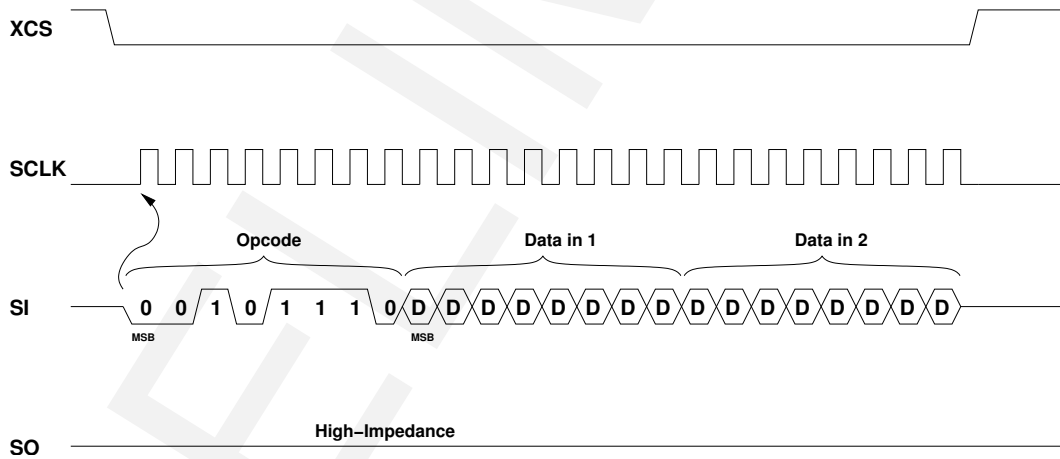 XCS
SCLK
Opcode Data in 1 Data in 2
SI 0 0 1 0 1 1 1 0 D D D D D D D D D D D D D D D D
MSB MSB
High−Impedance
SO